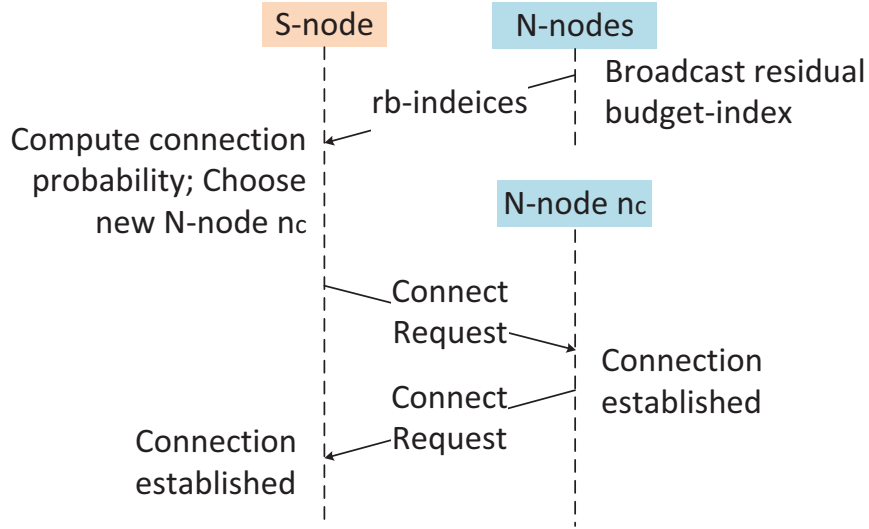 S-node
N-nodes
Broadcast residual
budget-index
rb-indeices
Compute connection
probability; Choose
new N-node nc
N-node nc
Connect
Request
Connection
established
Connect
Request
Connection
established